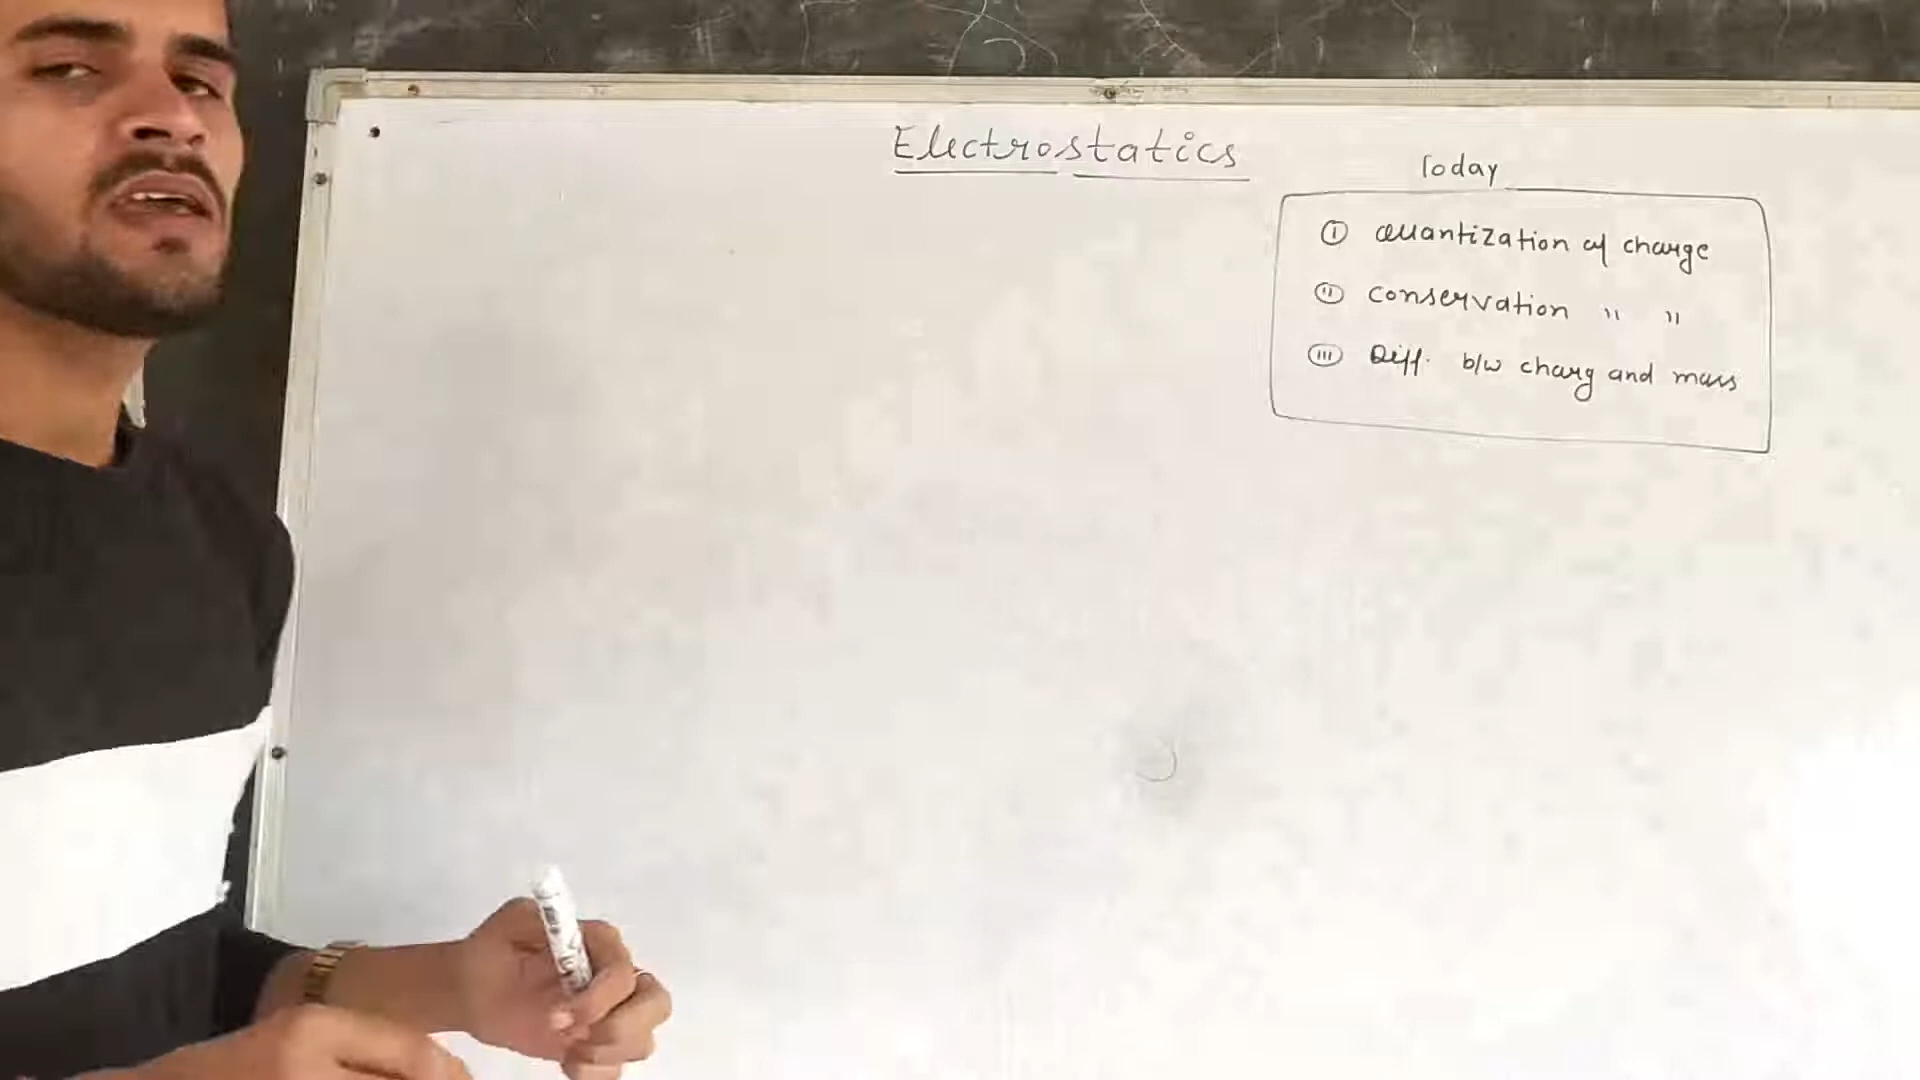 Electrostatics
Today
(i) Quantization of charge
(ii) conservation " "
(iii) Diff. b/w charg and mass